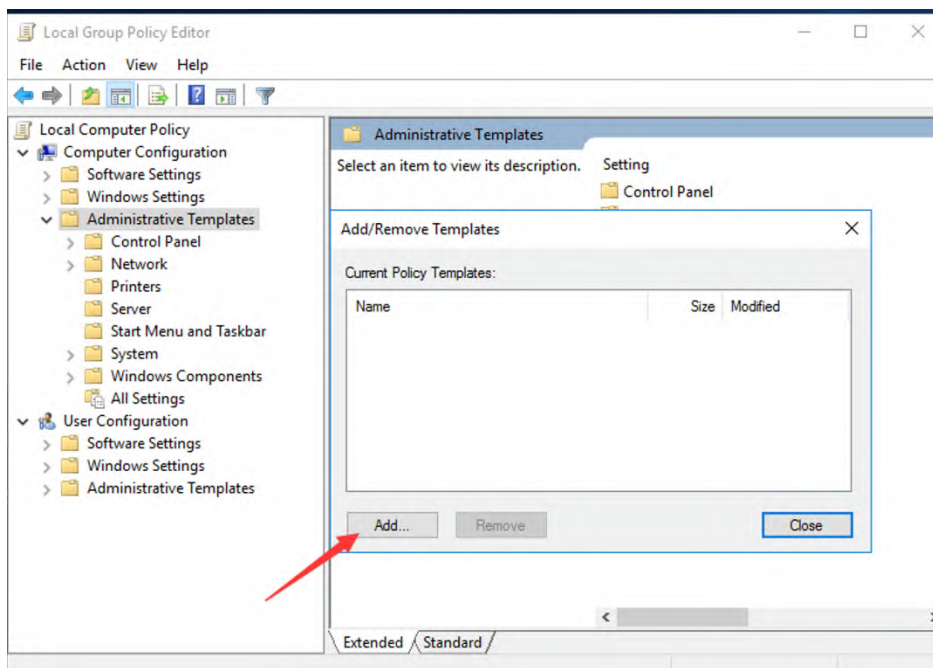 Local Group Policy Editor
File Action View Help
Local Computer Policy
Computer Configuration
Software Settings
Windows Settings
Administrative Templates
Control Panel
Network
Printers
Server
Start Menu and Taskbar
System
Windows Components
All Settings
User Configuration
Software Settings
Windows Settings
Administrative Templates
Administrative Templates
Select an item to view its description.
Setting
Control Panel
Add/Remove Templates
Current Policy Templates:
Name Size Modified
Add... Remove Close
Extended Standard